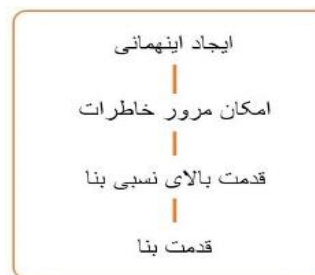 ایجاد اینهمانی
امکان مرور خاطرات
قدمت بالای نسبی بنا
قدمت بنا